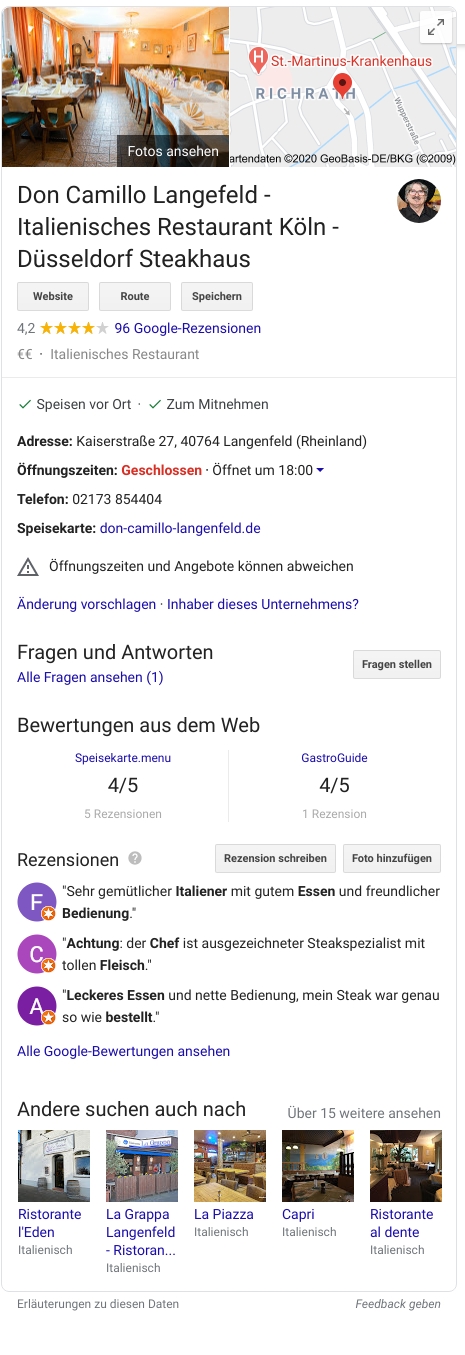 H St.-Martinus-Krankenhaus
RICHRATH
Wupperstraße
Fotos ansehen
artendaten ©2020 GeoBasis-DE/BKG (©2009)
Don Camillo Langefeld -
Italienisches Restaurant Köln -
Düsseldorf Steakhaus
Website Route Speichern
4,2 96 Google-Rezensionen
€€ · Italienisches Restaurant
Speisen vor Ort · Zum Mitnehmen
Adresse: Kaiserstraße 27, 40764 Langenfeld (Rheinland)
Öffnungszeiten: Geschlossen · Öffnet um 18:00
Telefon: 02173 854404
Speisekarte: don-camillo-langenfeld.de
Öffnungszeiten und Angebote können abweichen
Änderung vorschlagen · Inhaber dieses Unternehmens?
Fragen und Antworten
Fragen stellen
Alle Fragen ansehen (1)
Bewertungen aus dem Web
Speisekarte.menu GastroGuide
4/5 4/5
5 Rezensionen 1 Rezension
Rezensionen ? Rezension schreiben Foto hinzufügen
F "Sehr gemütlicher Italiener mit gutem Essen und freundlicher
Bedienung."
C "Achtung: der Chef ist ausgezeichneter Steakspezialist mit
tollen Fleisch."
A "Leckeres Essen und nette Bedienung, mein Steak war genau
so wie bestellt."
Alle Google-Bewertungen ansehen
Andere suchen auch nach Über 15 weitere ansehen
Ristorante
l'Eden
Italienisch
La Grappa
Langenfeld
- Ristoran...
Italienisch
La Piazza
Italienisch
Capri
Italienisch
Ristorante
al dente
Italienisch
Erläuterungen zu diesen Daten Feedback geben